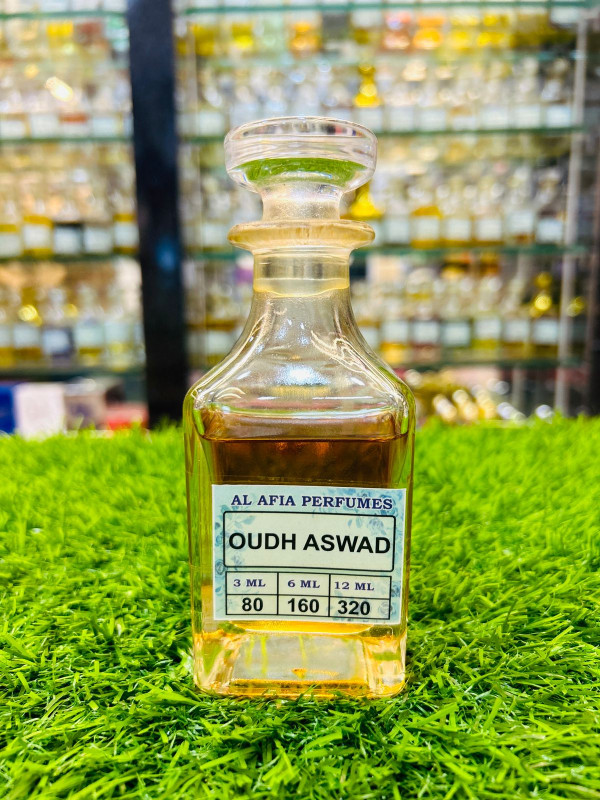 AL AFIA PERFUMES
OUDH ASWAD
3 ML 6 ML 12 ML
80 160 320